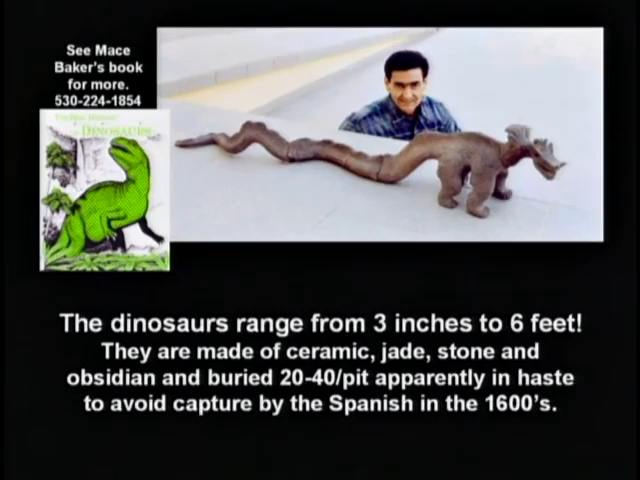 See Mace
Baker's book
for more.
530-224-1854
DINOSAURS
The dinosaurs range from 3 inches to 6 feet!
They are made of ceramic, jade, stone and
obsidian and buried 20-40/pit apparently in haste
to avoid capture by the Spanish in the 1600's.